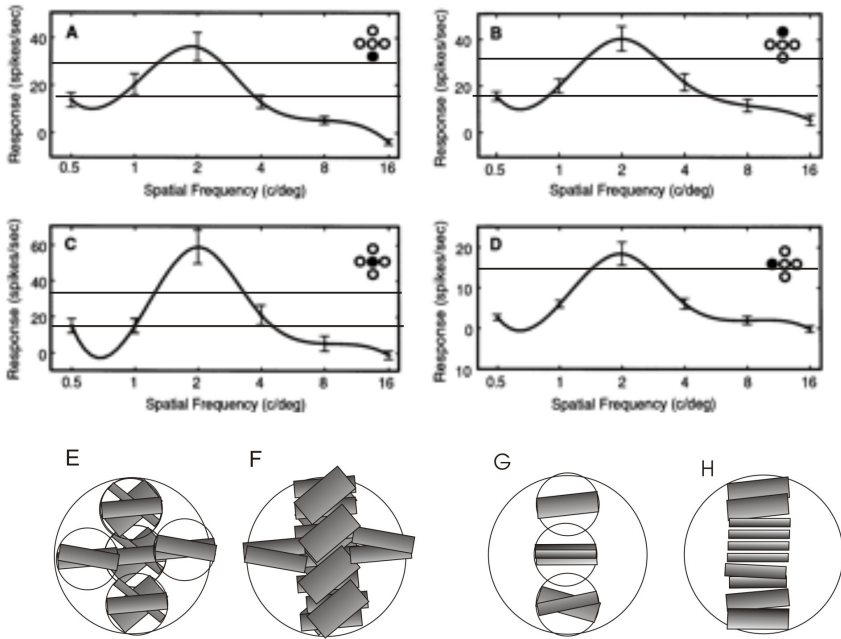 A
Response (spikes/sec)
40
20
0
0.5 1 2 4 8 16
Spatial Frequency (c/deg)
B
Response (spikes/sec)
40
20
0
0.5 1 2 4 8 16
Spatial Frequency (c/deg)
C
Response (spikes/sec)
60
40
20
0
0.5 1 2 4 8 16
Spatial Frequency (c/deg)
D
Response (spikes/sec)
20
10
0
10
0.5 1 2 4 8 16
Spatial Frequency (c/deg)
E
F
G
H